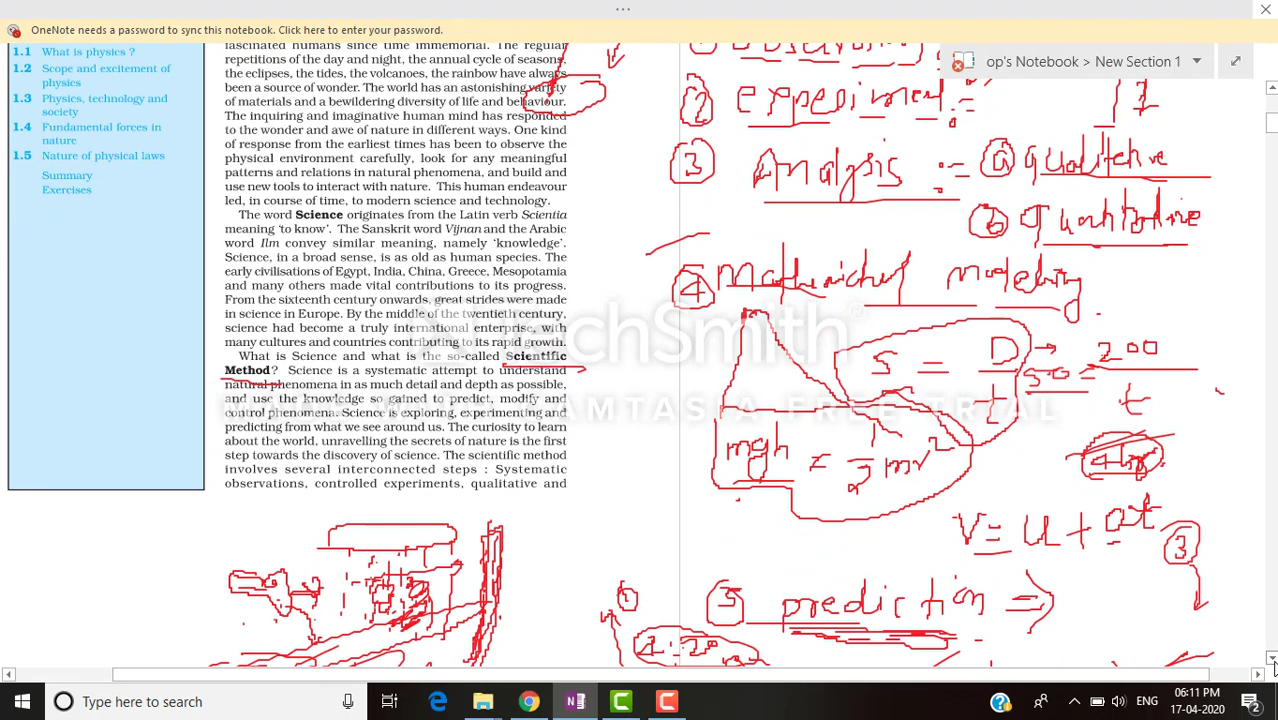 OneNote needs a password to sync this notebook. Click here to enter your password.
op's Notebook > New Section 1
1.1 What is physics ?
1.2 Scope and excitement of
physics
1.3 Physics, technology and
society
1.4 Fundamental forces in
nature
1.5 Nature of physical laws
Summary
Exercises
fascinated humans since time immemorial. The regular
repetitions of the day and night, the annual cycle of seasons,
the eclipses, the tides, the volcanoes, the rainbow have always
been a source of wonder. The world has an astonishing variety
of materials and a bewildering diversity of life and behaviour.
The inquiring and imaginative human mind has responded
to the wonder and awe of nature in different ways. One kind
of response from the earliest times has been to observe the
physical environment carefully, look for any meaningful
patterns and relations in natural phenomena, and build and
use new tools to interact with nature. This human endeavour
led, in course of time, to modern science and technology.
The word Science originates from the Latin verb Scientia
meaning 'to know'. The Sanskrit word Vijnan and the Arabic
word Ilm convey similar meaning, namely 'knowledge'.
Science, in a broad sense, is as old as human species. The
early civilisations of Egypt, India, China, Greece, Mesopotamia
and many others made vital contributions to its progress.
From the sixteenth century onwards, great strides were made
in science in Europe. By the middle of the twentieth century,
science had become a truly international enterprise, with
many cultures and countries contributing to its rapid growth.
What is Science and what is the so-called Scientific
Method? Science is a systematic attempt to understand
natural phenomena in as much detail and depth as possible,
and use the knowledge so gained to predict, modify and
control phenomena. Science is exploring, experimenting and
predicting from what we see around us. The curiosity to learn
about the world, unravelling the secrets of nature is the first
step towards the discovery of science. The scientific method
involves several interconnected steps : Systematic
observations, controlled experiments, qualitative and
② expediment :=
③ Analysis := ⓐ qualitative
④ Mathematical modeling
S = D/t → 50 = 200/t
mgh = 1/2 mv²
V = u + at ③
⑤ prediction ⇒
TechSmith
Type here to search
ENG
06:11 PM
17-04-2020
2